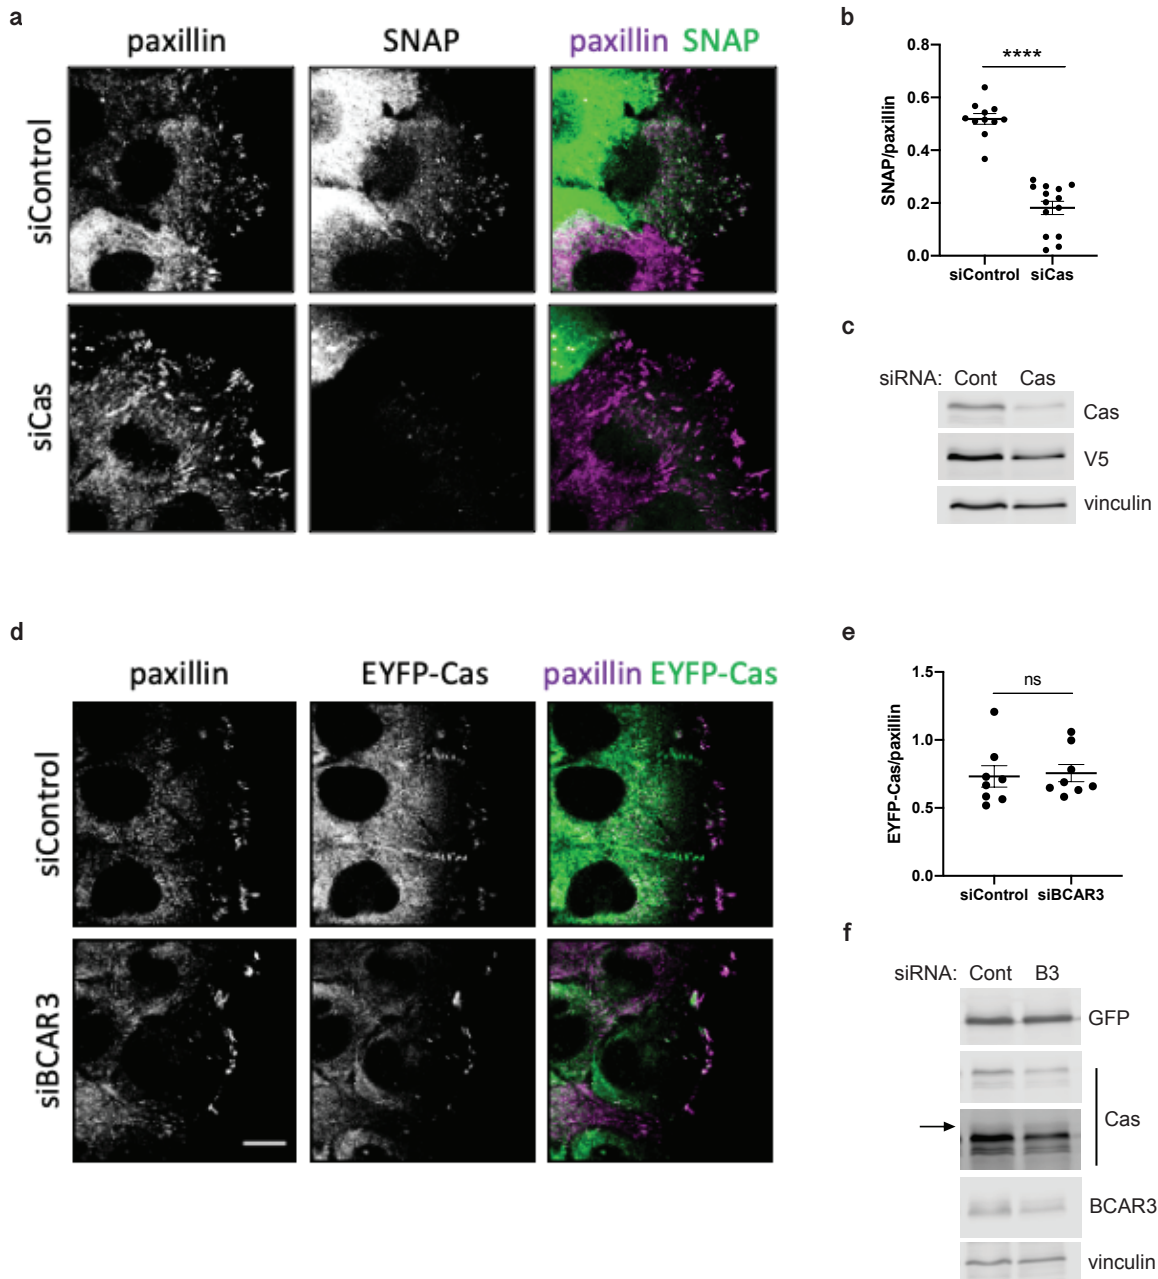 a
paxillin SNAP paxillin SNAP
siControl
siCas
b
****
SNAP/paxillin
0.8
0.6
0.4
0.2
0.0
siControl siCas
c
siRNA: Cont Cas
Cas
V5
vinculin
d
paxillin EYFP-Cas paxillin EYFP-Cas
siControl
siBCAR3
e
ns
EYFP-Cas/paxillin
1.5
1.0
0.5
0.0
siControl siBCAR3
f
siRNA: Cont B3
GFP
Cas
BCAR3
vinculin